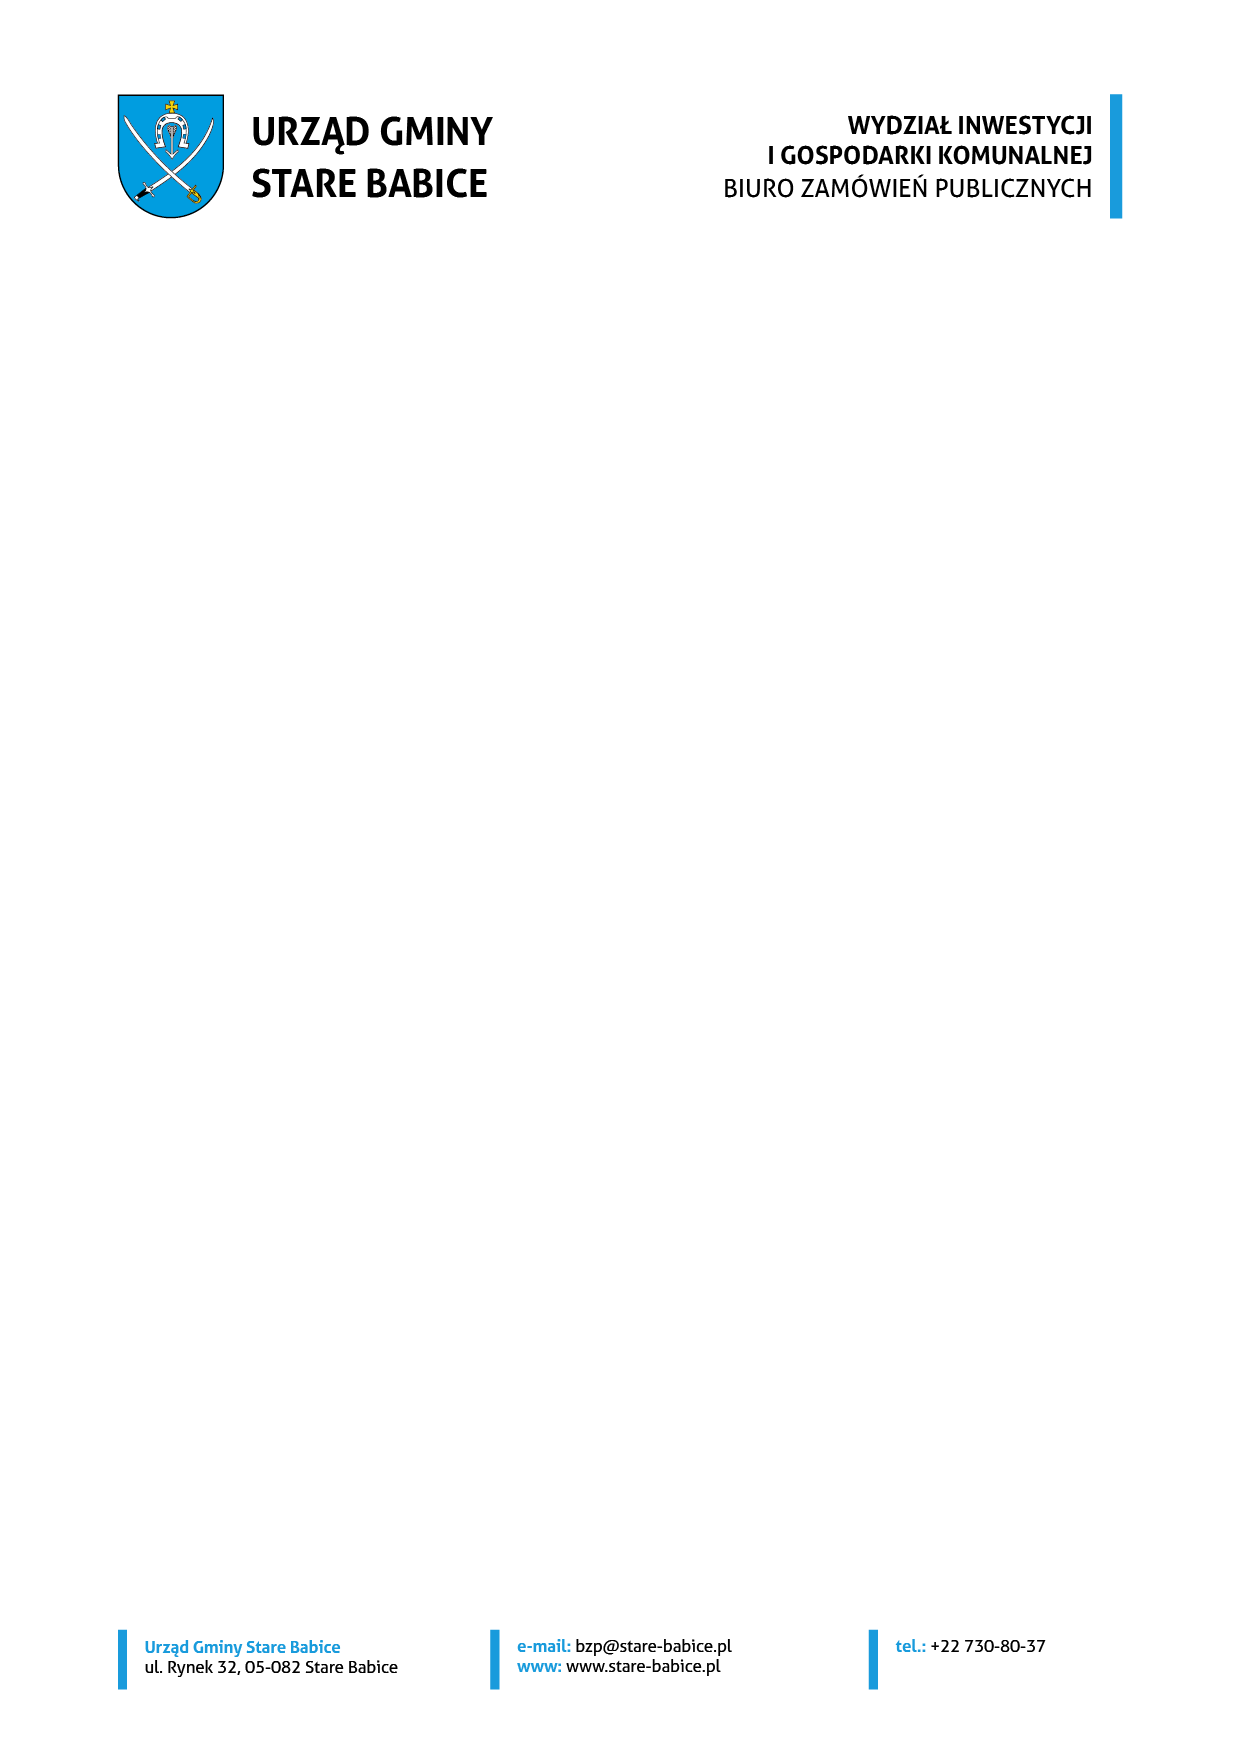 URZĄD GMINY
STARE BABICE
WYDZIAŁ INWESTYCJI
I GOSPODARKI KOMUNALNEJ
BIURO ZAMÓWIEŃ PUBLICZNYCH
Urząd Gminy Stare Babice
ul. Rynek 32, 05-082 Stare Babice
e-mail: bzp@stare-babice.pl
www: www.stare-babice.pl
tel.: +22 730-80-37